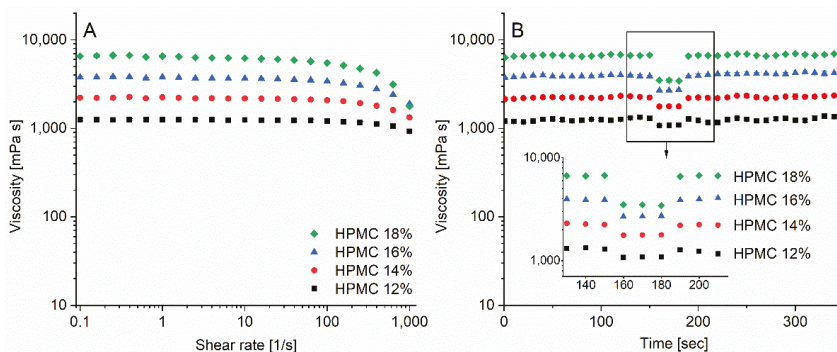 A
10,000
1,000
100
10
Viscosity [mPa s]
HPMC 18%
HPMC 16%
HPMC 14%
HPMC 12%
0.1 1 10 100 1,000
Shear rate [1/s]
B
10,000
1,000
100
10
Viscosity [mPa s]
10,000
1,000
HPMC 18%
HPMC 16%
HPMC 14%
HPMC 12%
140 160 180 200
0 100 200 300
Time [sec]